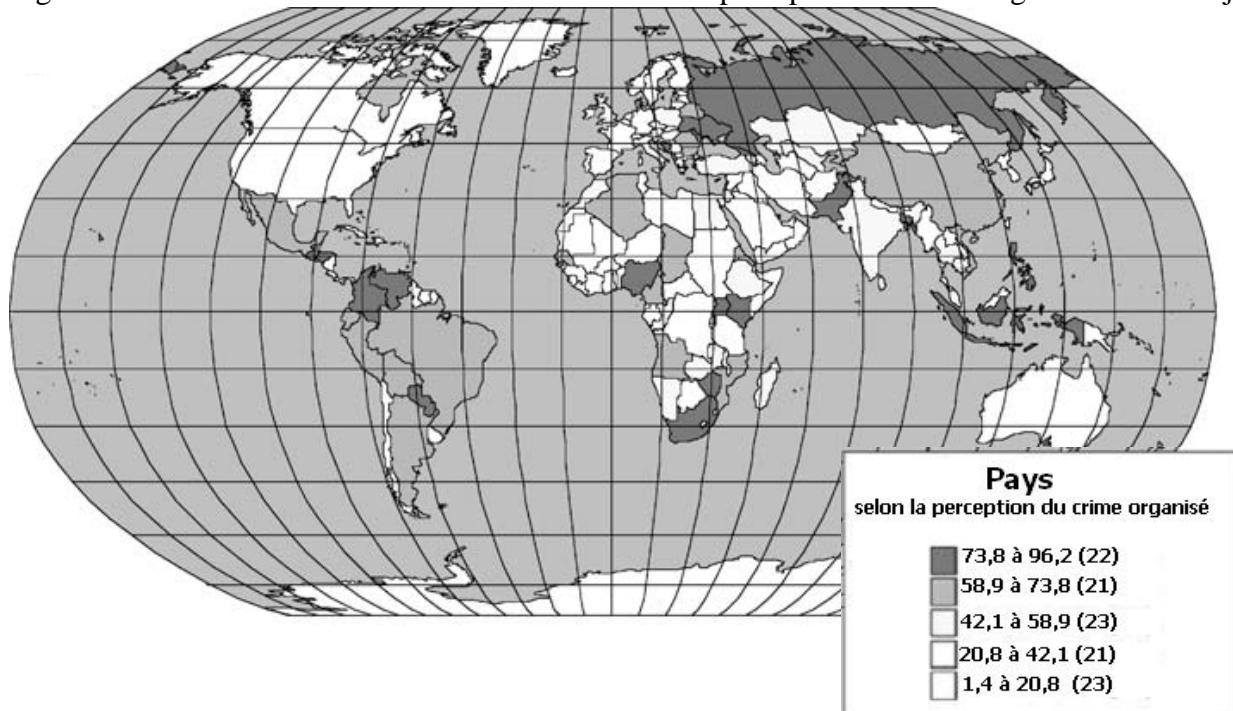 Pays
selon la perception du crime organisé
73,8 à 96,2 (22)
58,9 à 73,8 (21)
42,1 à 58,9 (23)
20,8 à 42,1 (21)
1,4 à 20,8 (23)